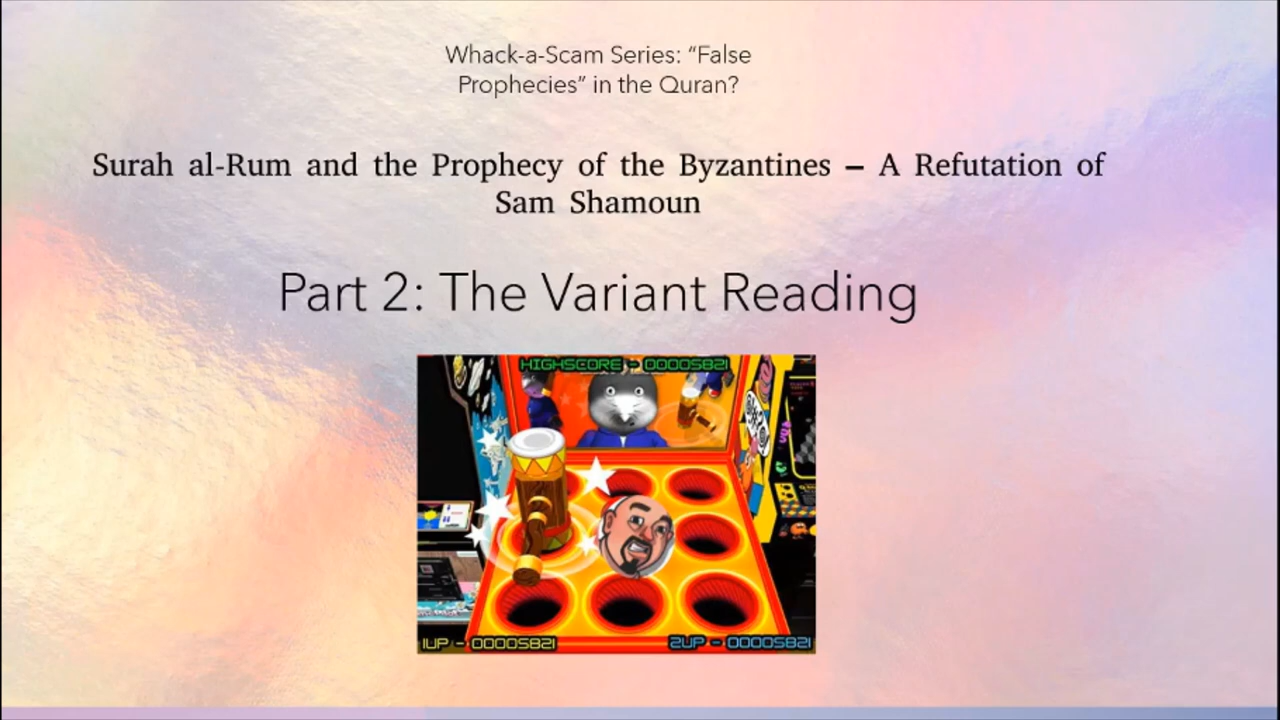 Whack-a-Scam Series: “False
Prophecies” in the Quran?
Surah al-Rum and the Prophecy of the Byzantines – A Refutation of
Sam Shamoun
Part 2: The Variant Reading
HIGHSCORE - 00005821
1UP - 00005821
2UP - 00005821